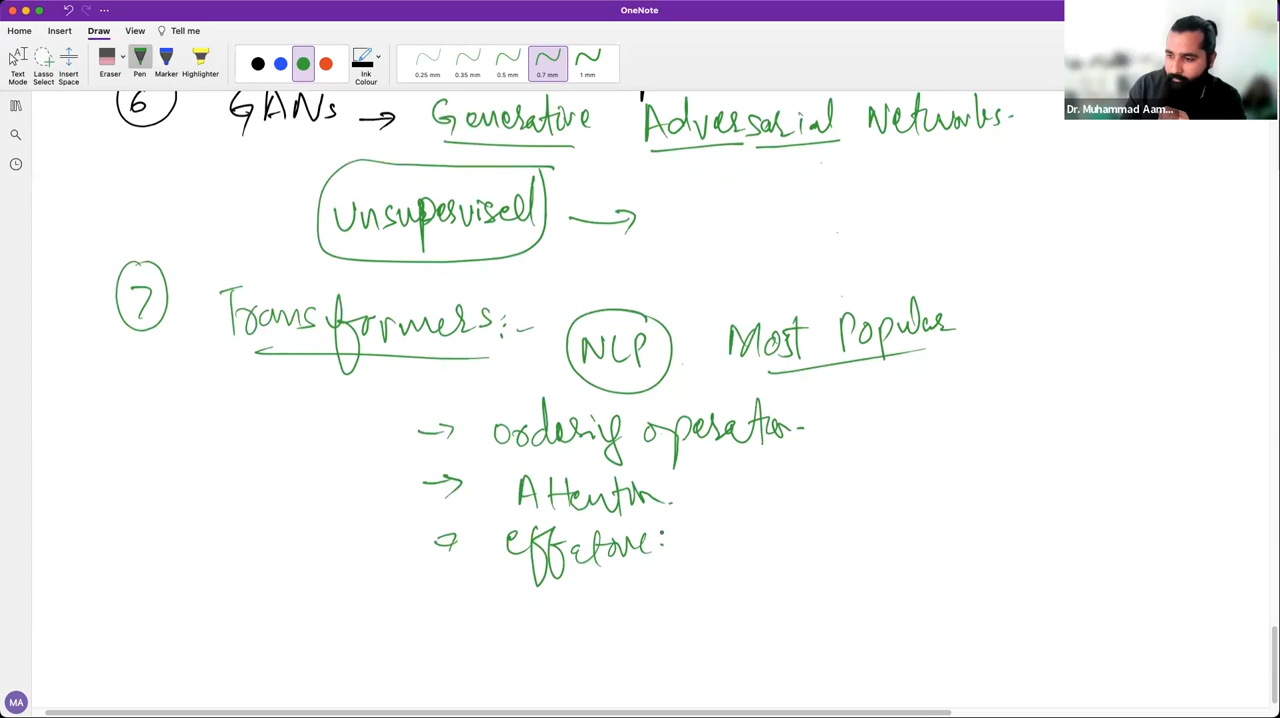 OneNote
Home Insert Draw View Tell me
Text Mode
Lasso Select
Insert Space
Eraser
Pen
Marker
Highlighter
Ink Colour
0.25 mm
0.35 mm
0.5 mm
0.7 mm
1 mm
Dr. Muhammad Aam...
6 GANs → Generative Adversarial Networks.
Unsupervised →
7 Transformers:- NLP Most Popular
→ ordering operation.
→ Attention.
→ effective:
MA